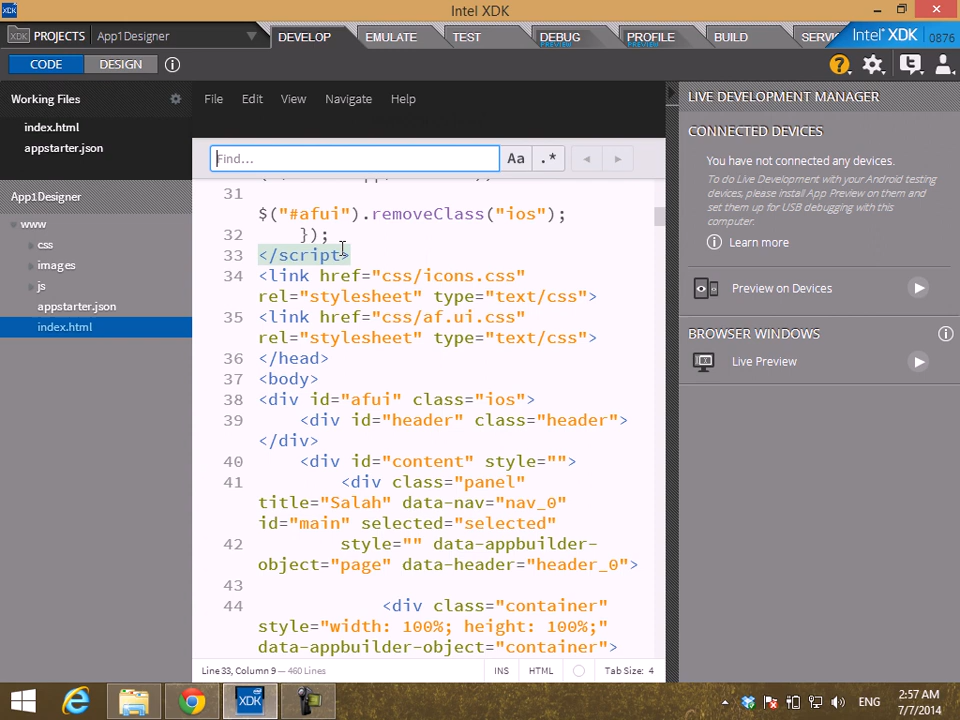 Intel XDK
PROJECTS App1Designer DEVELOP EMULATE TEST DEBUG PREVIEW PROFILE PREVIEW BUILD Intel® XDK 0876
CODE DESIGN
Working Files
index.html
appstarter.json
App1Designer
www
css
images
js
appstarter.json
index.html
File Edit View Navigate Help
Find... Aa .*
31
$("#afui").removeClass("ios");
32 });
33 </script>
34 <link href="css/icons.css"
rel="stylesheet" type="text/css">
35 <link href="css/af.ui.css"
rel="stylesheet" type="text/css">
36 </head>
37 <body>
38 <div id="afui" class="ios">
39 <div id="header" class="header">
</div>
40 <div id="content" style="">
41 <div class="panel"
title="Salah" data-nav="nav_0"
id="main" selected="selected"
42 style="" data-appbuilder-
object="page" data-header="header_0">
43
44 <div class="container"
style="width: 100%; height: 100%;"
data-appbuilder-object="container">
Line 33, Column 9 — 460 Lines INS HTML Tab Size: 4
LIVE DEVELOPMENT MANAGER
CONNECTED DEVICES
You have not connected any devices.
To do Live Development with your Android testing
devices, please install App Preview on them and
set them up for USB debugging with this
computer.
Learn more
Preview on Devices
BROWSER WINDOWS
Live Preview
XDK
ENG
2:57 AM
7/7/2014